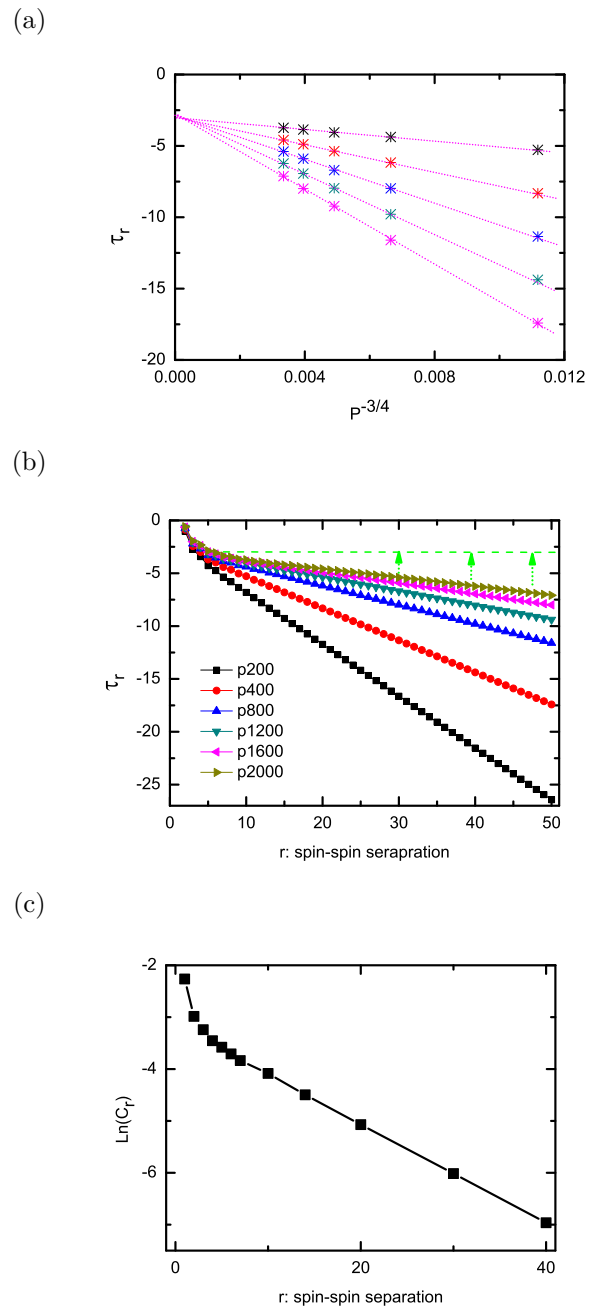 (a)
0
-5
-10
-15
-20
τr
0.000 0.004 0.008 0.012
P-3/4
(b)
0
-5
-10
-15
-20
-25
τr
p200
p400
p800
p1200
p1600
p2000
0 10 20 30 40 50
r: spin-spin serapration
(c)
-2
-4
-6
Ln(Cr)
0 20 40
r: spin-spin separation